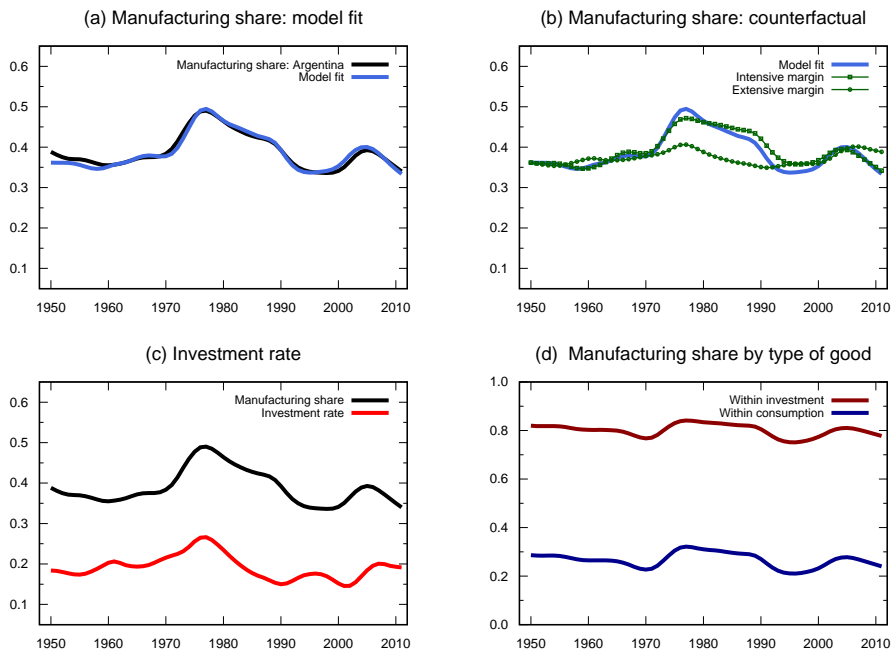 (a) Manufacturing share: model fit
Manufacturing share: Argentina
Model fit
0.6
0.5
0.4
0.3
0.2
0.1
1950 1960 1970 1980 1990 2000 2010
(b) Manufacturing share: counterfactual
Model fit
Intensive margin
Extensive margin
0.6
0.5
0.4
0.3
0.2
0.1
1950 1960 1970 1980 1990 2000 2010
(c) Investment rate
Manufacturing share
Investment rate
0.6
0.5
0.4
0.3
0.2
0.1
1950 1960 1970 1980 1990 2000 2010
(d) Manufacturing share by type of good
Within investment
Within consumption
1.0
0.8
0.6
0.4
0.2
0.0
1950 1960 1970 1980 1990 2000 2010